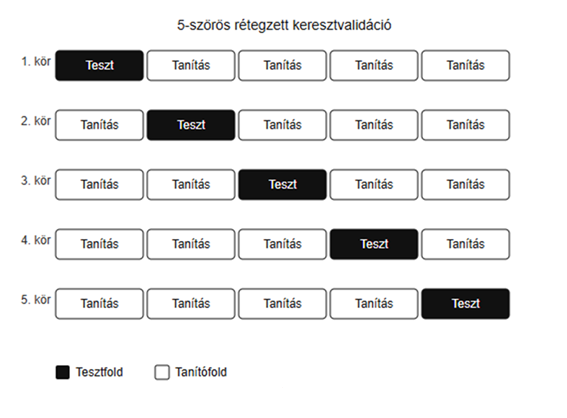 5-szörös rétegzett keresztvalidáció
1. kör Teszt Tanítás Tanítás Tanítás Tanítás
2. kör Tanítás Teszt Tanítás Tanítás Tanítás
3. kör Tanítás Tanítás Teszt Tanítás Tanítás
4. kör Tanítás Tanítás Tanítás Teszt Tanítás
5. kör Tanítás Tanítás Tanítás Tanítás Teszt
Tesztfold Tanítófold